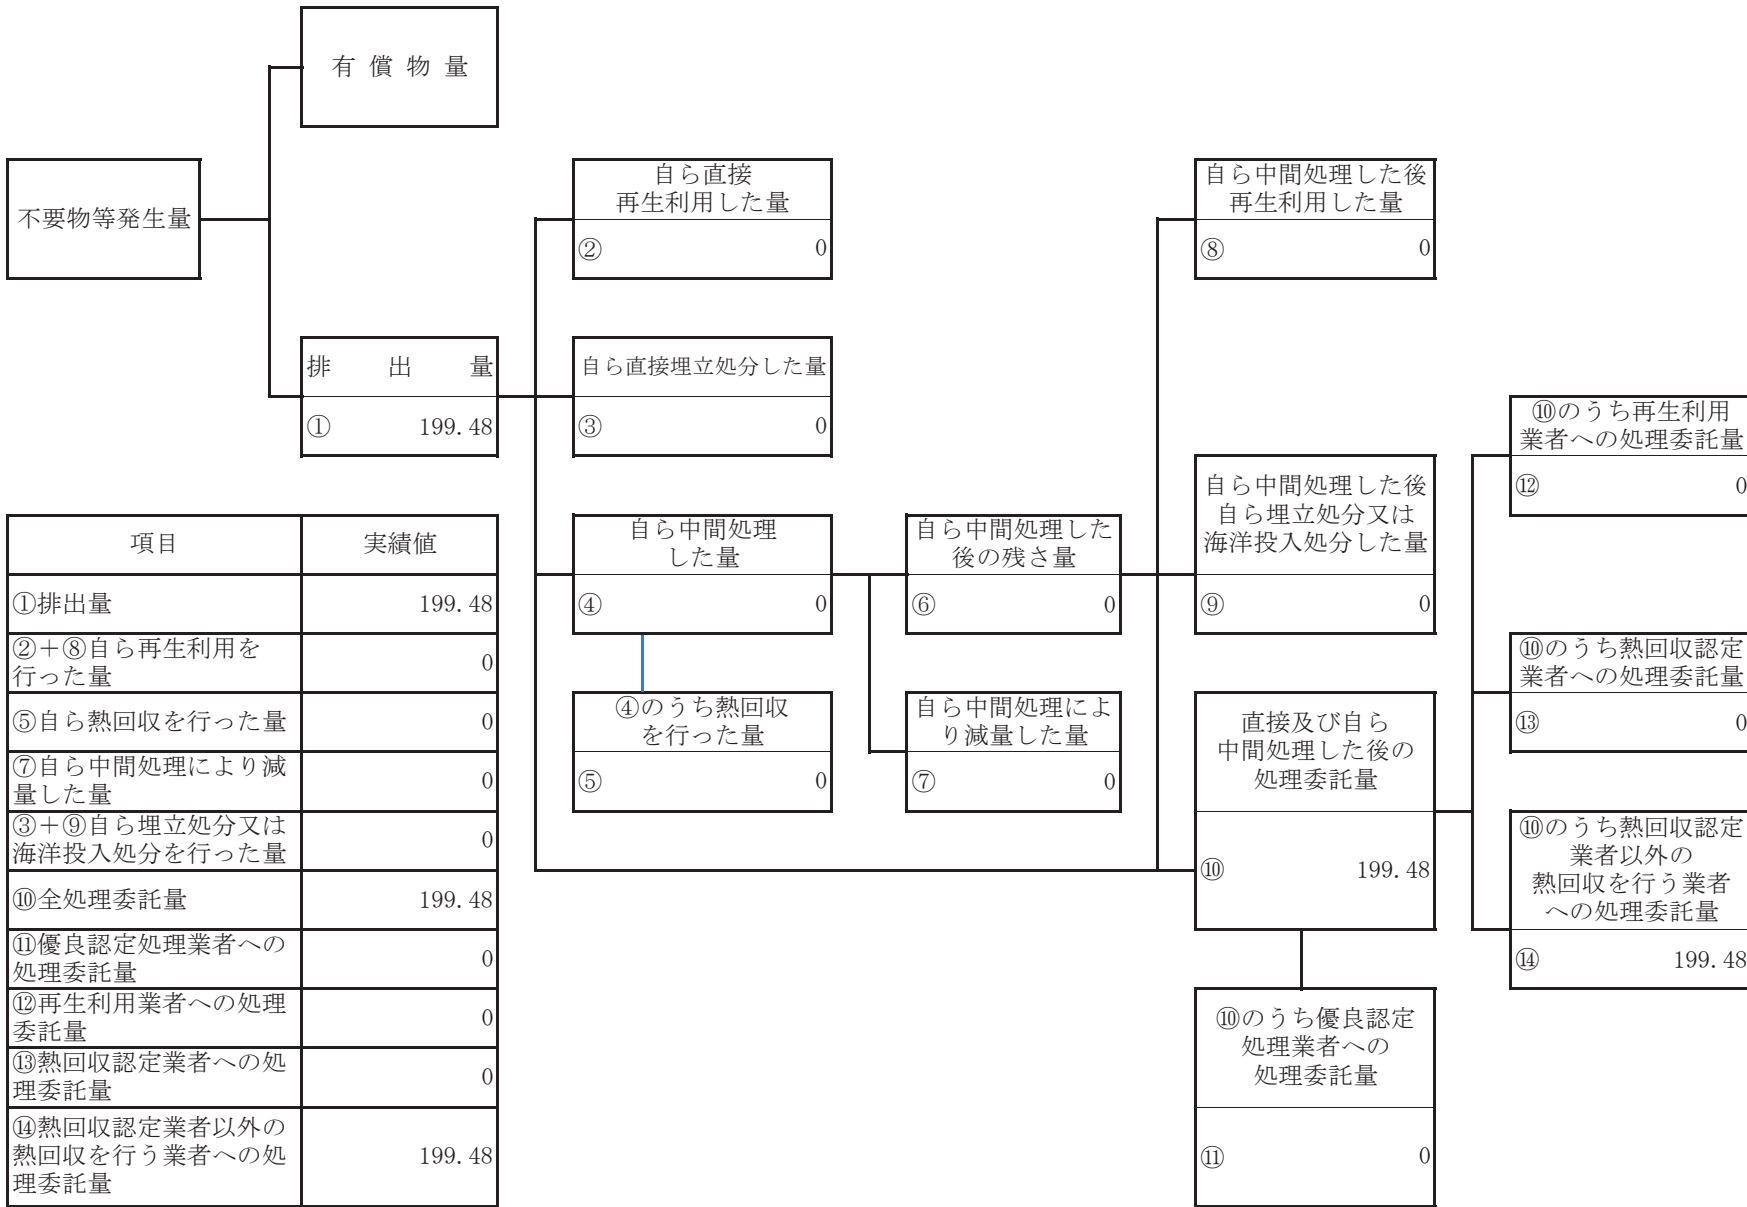 有償物量
不要物等発生量
排出量
① 199.48
自ら直接
再生利用した量
② 0
自ら直接埋立処分した量
③ 0
自ら中間処理
した量
④ 0
④のうち熱回収
を行った量
⑤ 0
自ら中間処理した
後の残さ量
⑥ 0
自ら中間処理によ
り減量した量
⑦ 0
自ら中間処理した後
再生利用した量
⑧ 0
自ら中間処理した後
自ら埋立処分又は
海洋投入処分した量
⑨ 0
直接及び自ら
中間処理した後の
処理委託量
⑩ 199.48
⑩のうち優良認定
処理業者への
処理委託量
⑪ 0
⑩のうち再生利用
業者への処理委託量
⑫ 0
⑩のうち熱回収認定
業者への処理委託量
⑬ 0
⑩のうち熱回収認定
業者以外の
熱回収を行う業者
への処理委託量
⑭ 199.48
項目 実績値
①排出量 199.48
②+⑧自ら再生利用を
行った量 0
⑤自ら熱回収を行った量 0
⑦自ら中間処理により減
量した量 0
③+⑨自ら埋立処分又は
海洋投入処分を行った量 0
⑩全処理委託量 199.48
⑪優良認定処理業者への
処理委託量 0
⑫再生利用業者への処理
委託量 0
⑬熱回収認定業者への処
理委託量 0
⑭熱回収認定業者以外の
熱回収を行う業者への処
理委託量 199.48